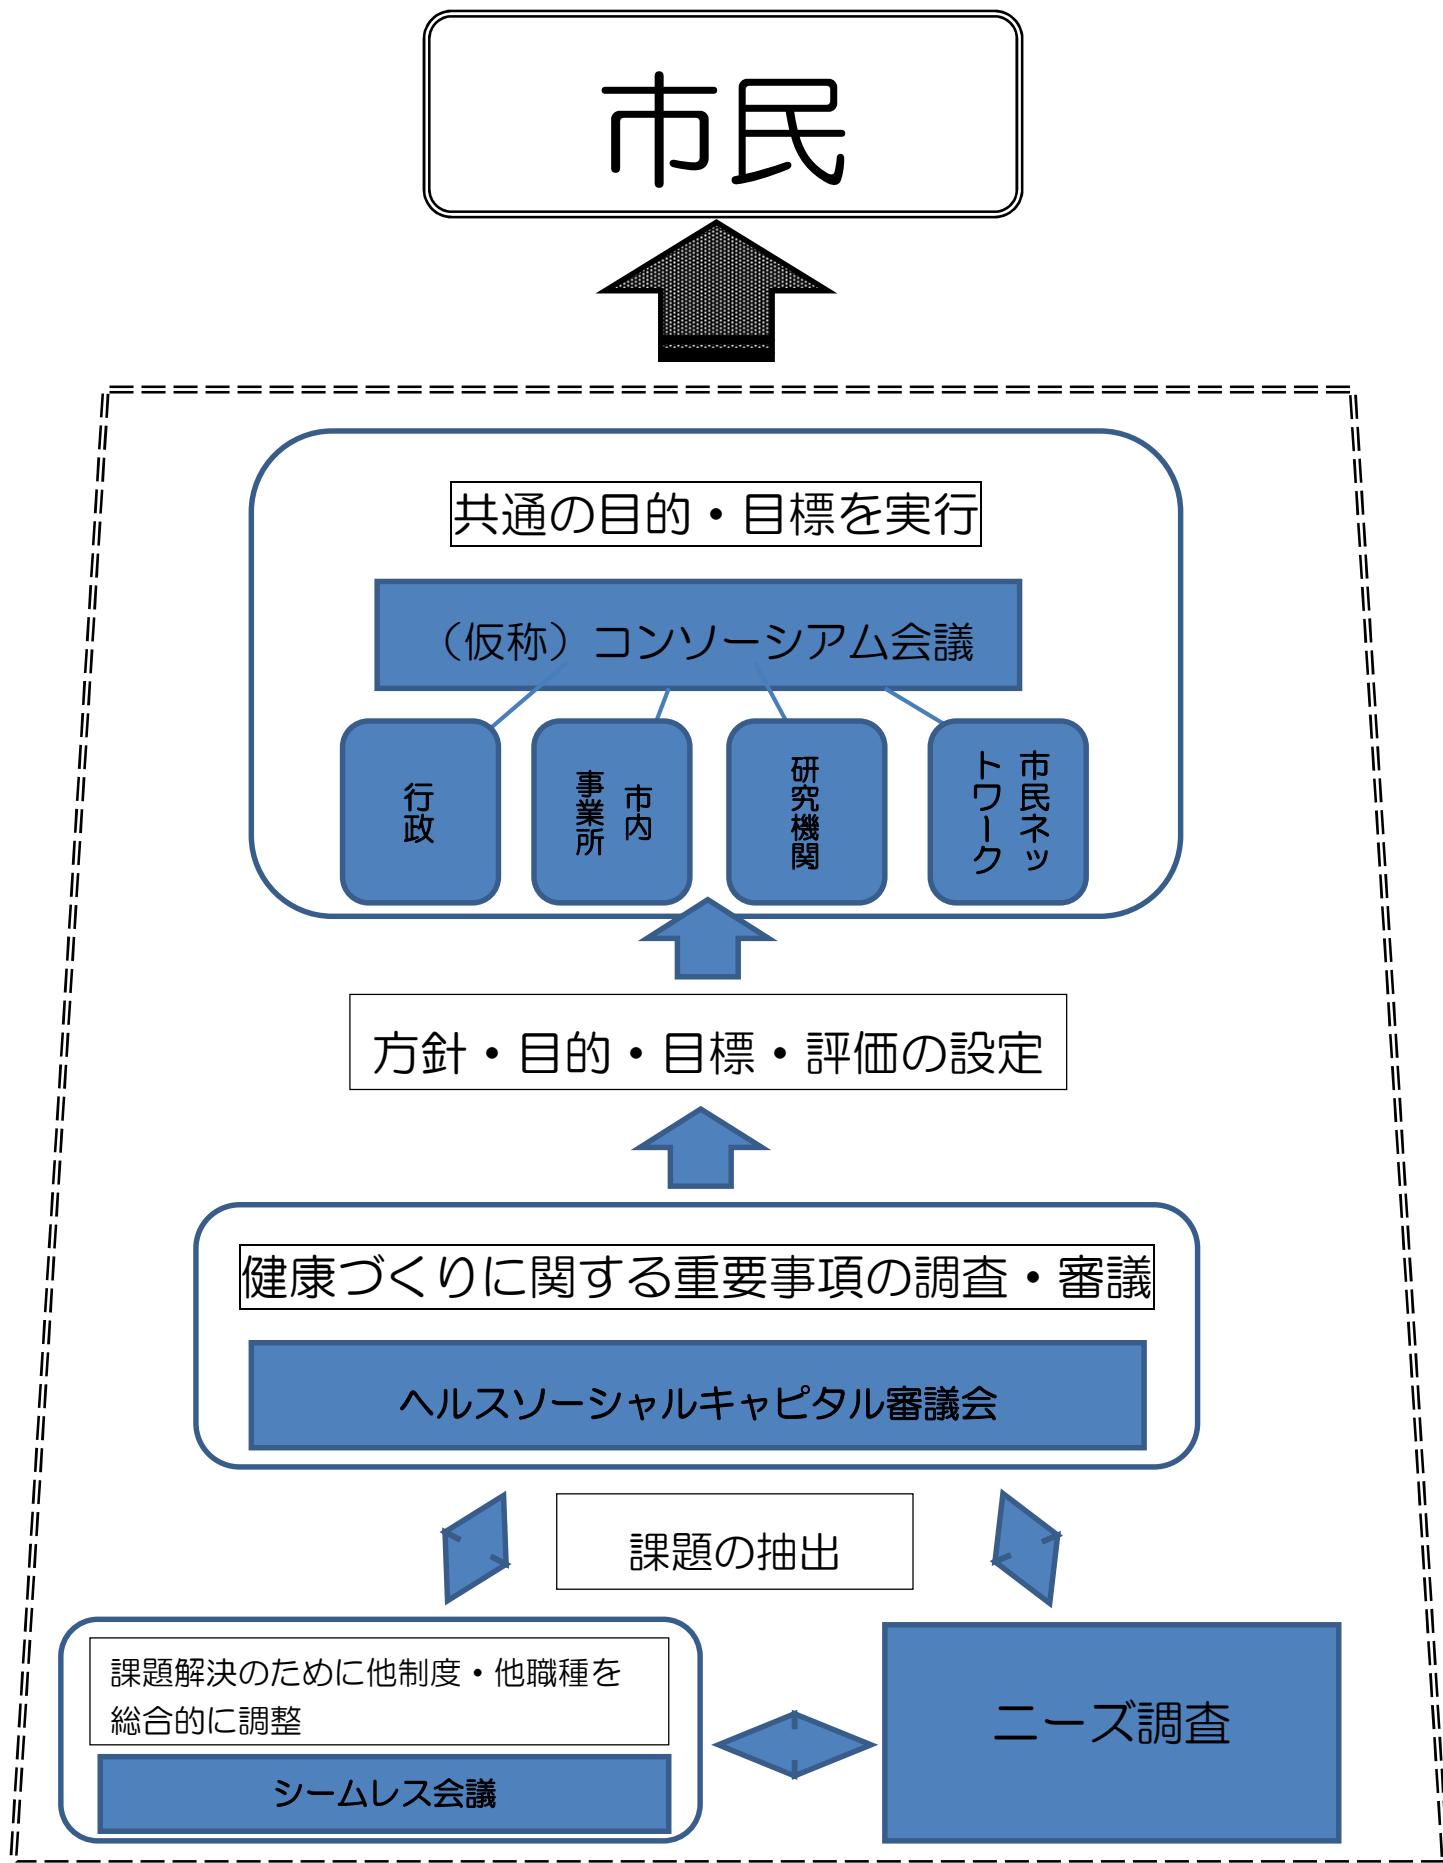 市民
共通の目的・目標を実行
（仮称）コンソーシアム会議
行政
市内
事業所
研究機関
市民ネッ
トワーク
方針・目的・目標・評価の設定
健康づくりに関する重要事項の調査・審議
ヘルスソーシャルキャピタル審議会
課題の抽出
課題解決のために他制度・他職種を
総合的に調整
シームレス会議
ニーズ調査